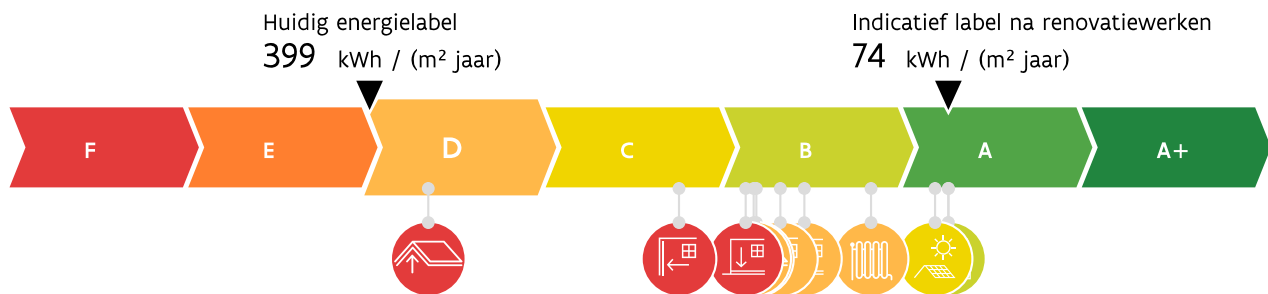 Huidig energielabel
399 kWh / (m² jaar)
Indicatief label na renovatiewerken
74 kWh / (m² jaar)
F E D C B A A+